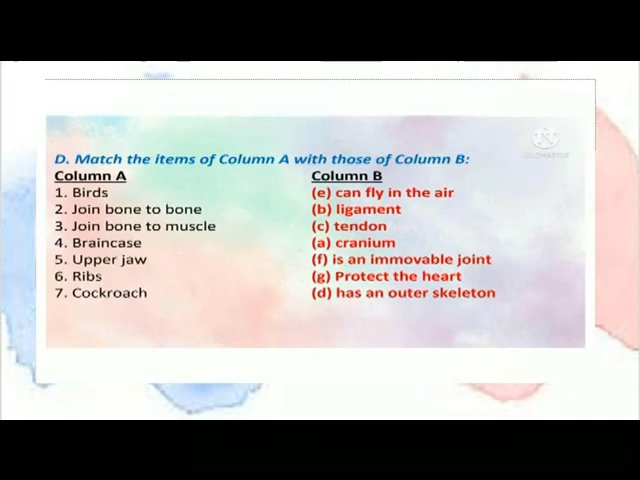 D. Match the items of Column A with those of Column B:
Column A Column B
1. Birds (e) can fly in the air
2. Join bone to bone (b) ligament
3. Join bone to muscle (c) tendon
4. Braincase (a) cranium
5. Upper jaw (f) is an immovable joint
6. Ribs (g) Protect the heart
7. Cockroach (d) has an outer skeleton